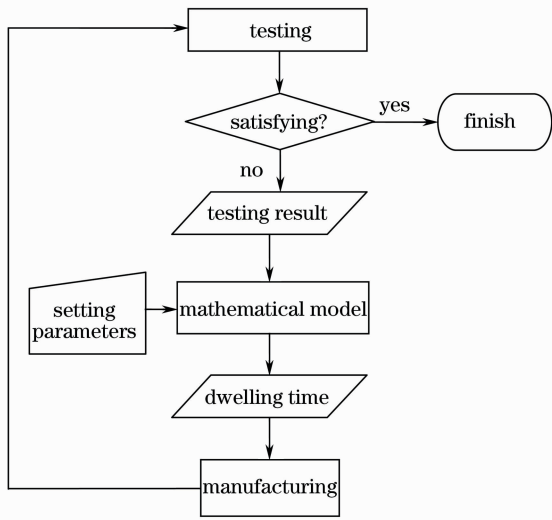 testing
satisfying?
yes
finish
no
testing result
setting
parameters
mathematical model
dwelling time
manufacturing